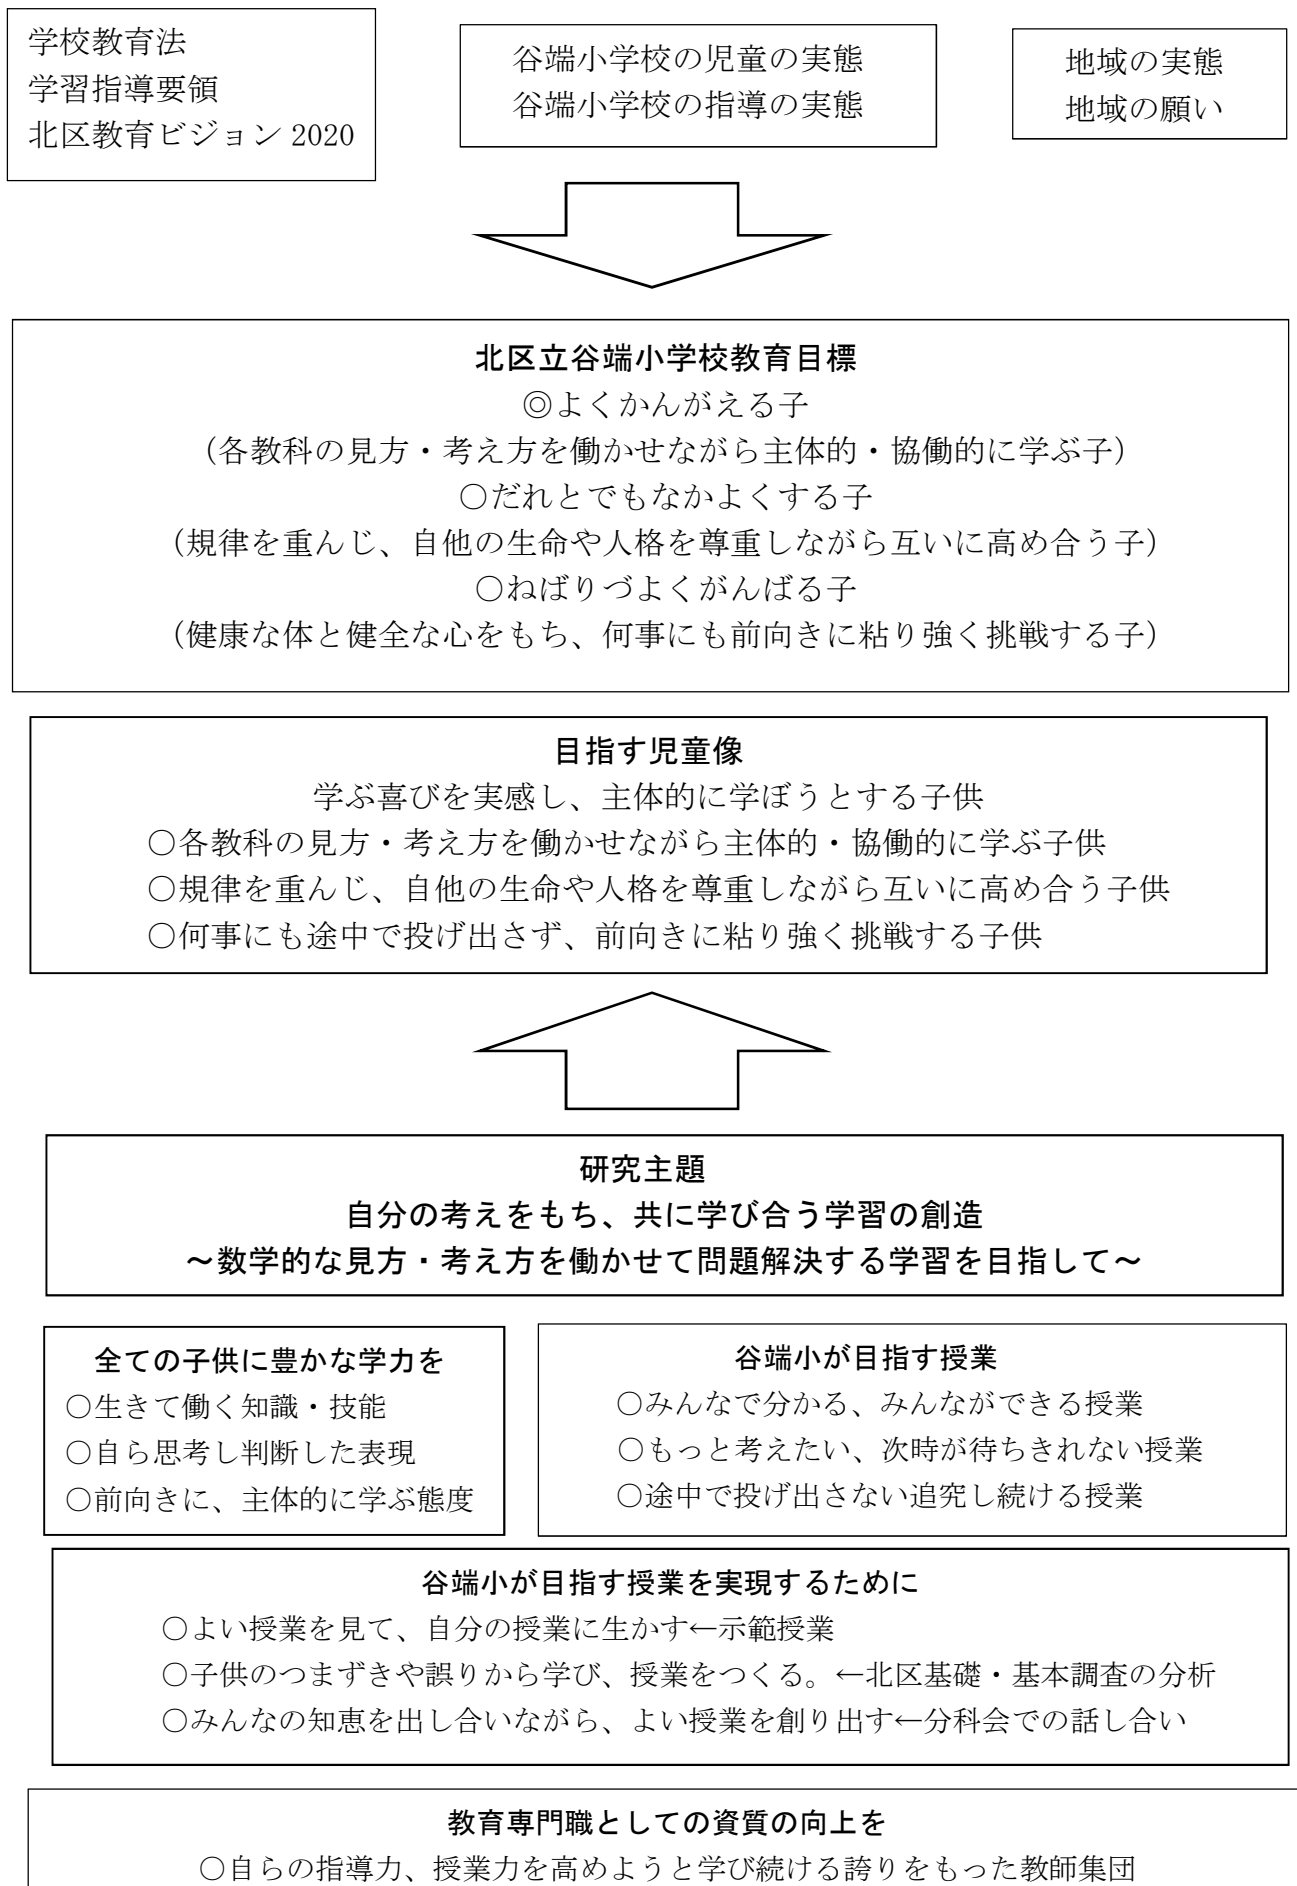 学校教育法
学習指導要領
北区教育ビジョン 2020
谷端小学校の児童の実態
谷端小学校の指導の実態
地域の実態
地域の願い
北区立谷端小学校教育目標
◎よくかんがえる子
（各教科の見方・考え方を働かせながら主体的・協働的に学ぶ子）
○だれとでもなかよくする子
（規律を重んじ、自他の生命や人格を尊重しながら互いに高め合う子）
○ねばりづよくがんばる子
（健康な体と健全な心をもち、何事にも前向きに粘り強く挑戦する子）
目指す児童像
学ぶ喜びを実感し、主体的に学ぼうとする子供
○各教科の見方・考え方を働かせながら主体的・協働的に学ぶ子供
○規律を重んじ、自他の生命や人格を尊重しながら互いに高め合う子供
○何事にも途中で投げ出さず、前向きに粘り強く挑戦する子供
研究主題
自分の考えをもち、共に学び合う学習の創造
～数学的な見方・考え方を働かせて問題解決する学習を目指して～
全ての子供に豊かな学力を
○生きて働く知識・技能
○自ら思考し判断した表現
○前向きに、主体的に学ぶ態度
谷端小が目指す授業
○みんなで分かる、みんなができる授業
○もっと考えたい、次時が待ちきれない授業
○途中で投げ出さない追究し続ける授業
谷端小が目指す授業を実現するために
○よい授業を見て、自分の授業に生かす←示範授業
○子供のつまずきや誤りから学び、授業をつくる。←北区基礎・基本調査の分析
○みんなの知恵を出し合いながら、よい授業を創り出す←分科会での話し合い
教育専門職としての資質の向上を
○自らの指導力、授業力を高めようと学び続ける誇りをもった教師集団